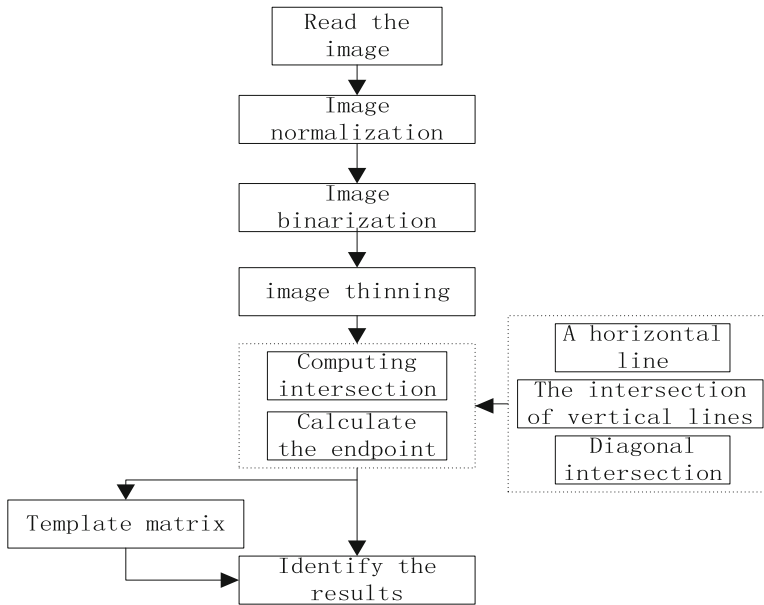 Read the
image
Image
normalization
Image
binarization
image thinning
Computing
intersection
Calculate
the endpoint
A horizontal
line
The intersection
of vertical lines
Diagonal
intersection
Template matrix
Identify the
results